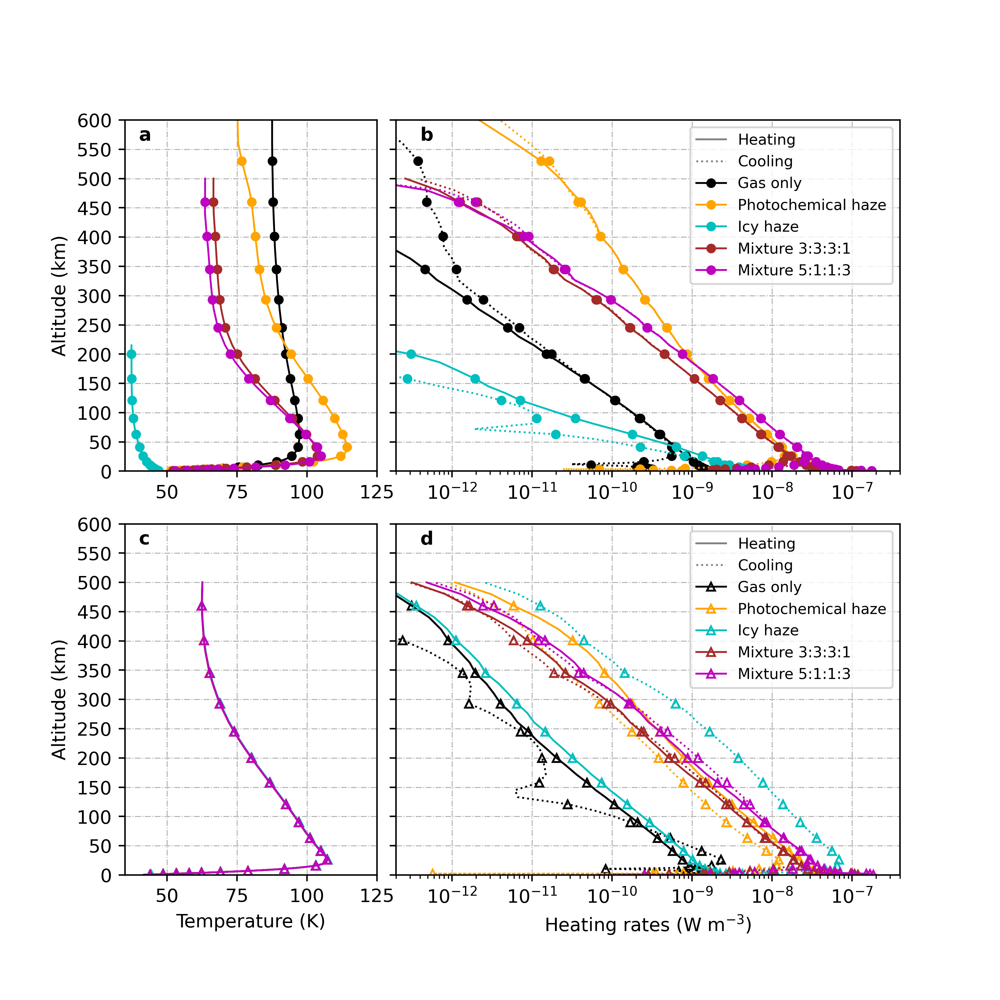 600
550
500
450
400
350
300
250
200
150
100
50
0
Altitude (km)
a
50
75
100
125
b
Heating
Cooling
Gas only
Photochemical haze
Icy haze
Mixture 3:3:3:1
Mixture 5:1:1:3
10⁻¹²
10⁻¹¹
10⁻¹⁰
10⁻⁹
10⁻⁸
10⁻⁷
600
550
500
450
400
350
300
250
200
150
100
50
0
Altitude (km)
c
50
75
100
125
Temperature (K)
d
Heating
Cooling
Gas only
Photochemical haze
Icy haze
Mixture 3:3:3:1
Mixture 5:1:1:3
10⁻¹²
10⁻¹¹
10⁻¹⁰
10⁻⁹
10⁻⁸
10⁻⁷
Heating rates (W m⁻³)